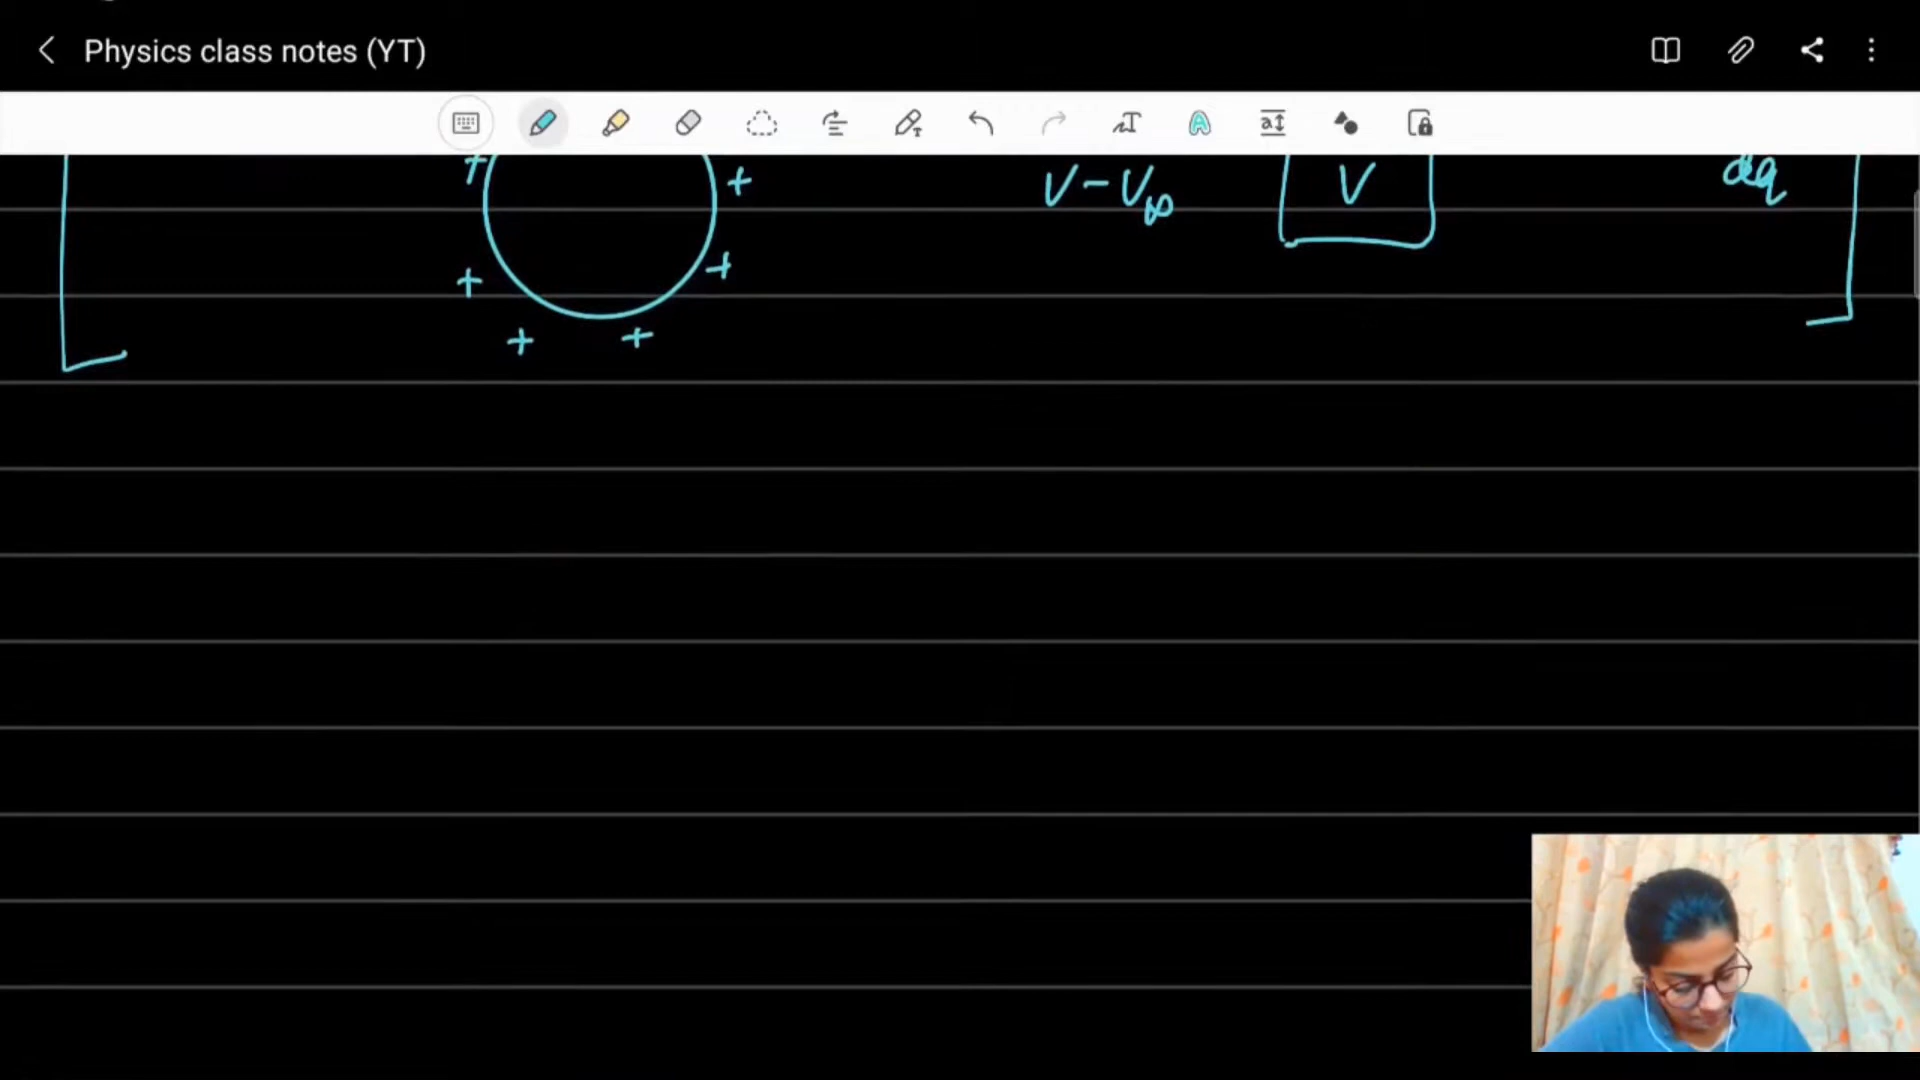 Physics class notes (YT)
+ + V - V∞ V dq
+ +
+ +